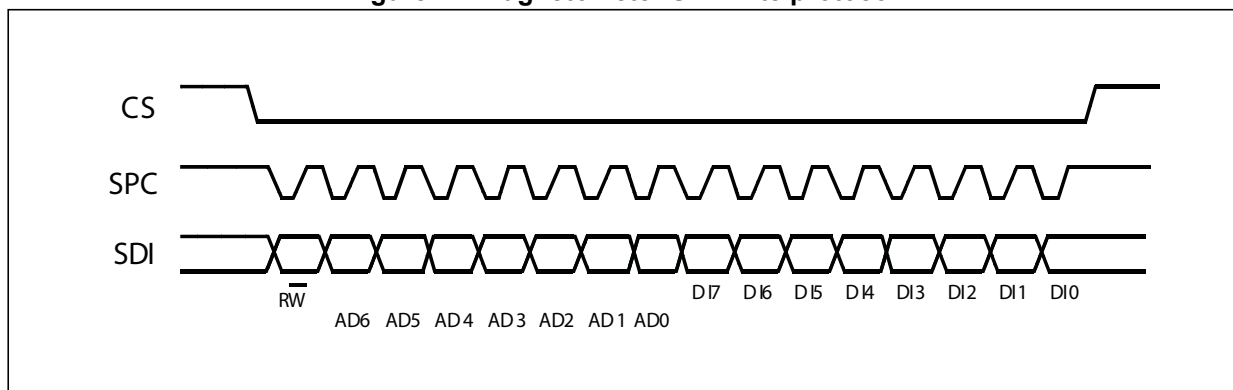 CS
SPC
SDI
RW
DI7 DI6 DI5 DI4 DI3 DI2 DI1 DI0
AD6 AD5 AD4 AD3 AD2 AD1 AD0